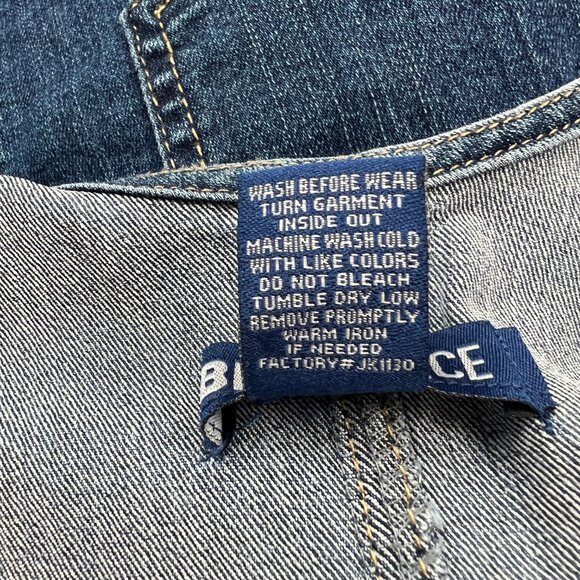 WASH BEFORE WEAR
TURN GARMENT
INSIDE OUT
MACHINE WASH COLD
WITH LIKE COLORS
DO NOT BLEACH
TUMBLE DRY LOW
REMOVE PROMPTLY
WARM IRON
IF NEEDED
FACTORY# JK1130